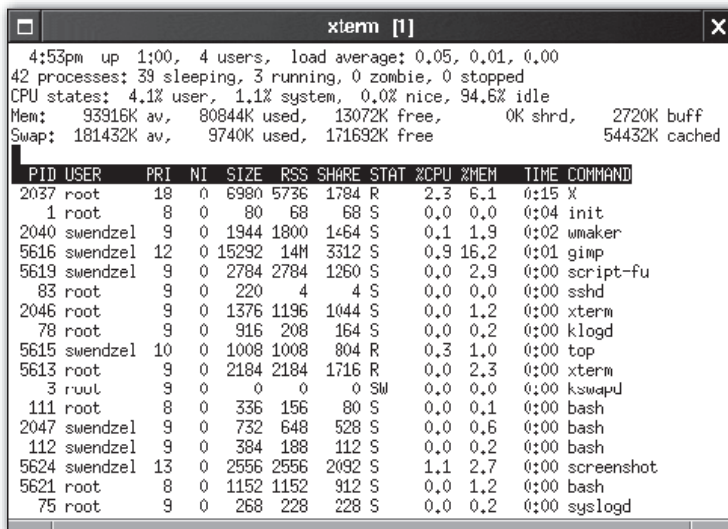 xterm [1]
4:53pm up 1:00, 4 users, load average: 0.05, 0.01, 0.00
42 processes: 39 sleeping, 3 running, 0 zombie, 0 stopped
CPU states: 4.1% user, 1.1% system, 0.0% nice, 94.6% idle
Mem: 93916K av, 80844K used, 13072K free, 0K shrd, 2720K buff
Swap: 181432K av, 9740K used, 171692K free 54432K cached
PID USER PRI NI SIZE RSS SHARE STAT %CPU %MEM TIME COMMAND
2037 root 18 0 6980 5736 1784 R 2.3 6.1 0:15 X
1 root 8 0 80 68 68 S 0.0 0.0 0:04 init
2040 swendzel 9 0 1944 1800 1464 S 0.1 1.9 0:02 wmaker
5616 swendzel 12 0 15292 14M 3312 S 0.9 16.2 0:01 gimp
5619 swendzel 9 0 2784 2784 1260 S 0.0 2.9 0:00 script-fu
83 root 9 0 220 4 4 S 0.0 0.0 0:00 sshd
2046 root 9 0 1376 1196 1044 S 0.0 1.2 0:00 xterm
78 root 9 0 916 208 164 S 0.0 0.2 0:00 klogd
5615 swendzel 10 0 1008 1008 804 R 0.3 1.0 0:00 top
5613 root 9 0 2184 2184 1716 R 0.0 2.3 0:00 xterm
3 root 9 0 0 0 0 SW 0.0 0.0 0:00 kswapd
111 root 8 0 336 156 80 S 0.0 0.1 0:00 bash
2047 swendzel 9 0 732 648 528 S 0.0 0.6 0:00 bash
112 swendzel 9 0 384 188 112 S 0.0 0.2 0:00 bash
5624 swendzel 13 0 2556 2556 2092 S 1.1 2.7 0:00 screenshot
5621 root 8 0 1152 1152 912 S 0.0 1.2 0:00 bash
75 root 9 0 268 228 228 S 0.0 0.2 0:00 syslogd